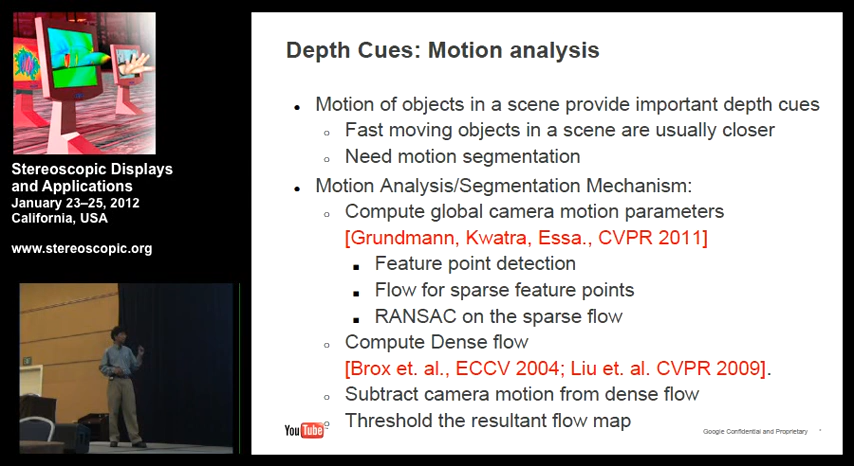 Stereoscopic Displays
and Applications
January 23–25, 2012
California, USA
www.stereoscopic.org
Depth Cues: Motion analysis
● Motion of objects in a scene provide important depth cues
○ Fast moving objects in a scene are usually closer
○ Need motion segmentation
● Motion Analysis/Segmentation Mechanism:
○ Compute global camera motion parameters
[Grundmann, Kwatra, Essa., CVPR 2011]
■ Feature point detection
■ Flow for sparse feature points
■ RANSAC on the sparse flow
○ Compute Dense flow
[Brox et. al., ECCV 2004; Liu et. al. CVPR 2009].
○ Subtract camera motion from dense flow
○ Threshold the resultant flow map
YouTube
Google Confidential and Proprietary